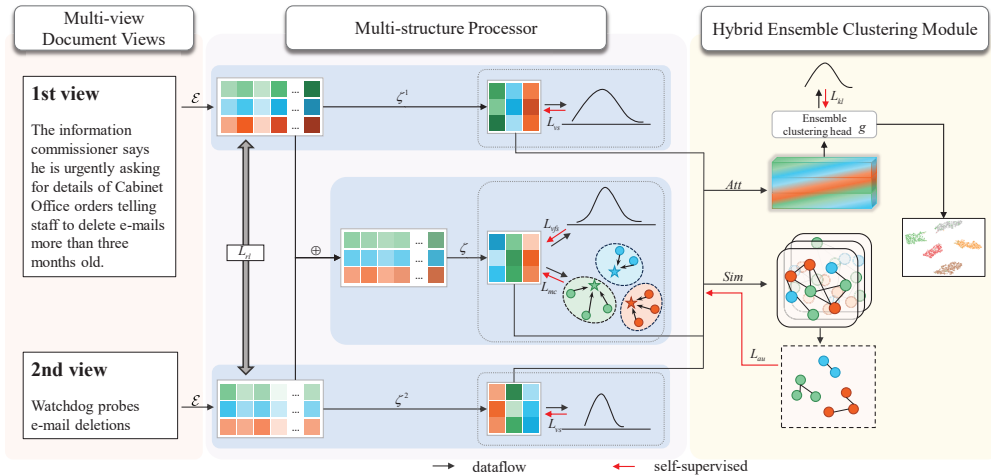 Multi-view
Document Views
Multi-structure Processor
Hybrid Ensemble Clustering Module
1st view
The information
commissioner says
he is urgently asking
for details of Cabinet
Office orders telling
staff to delete e-mails
more than three
months old.
2nd view
Watchdog probes
e-mail deletions
ℰ
ℰ
...
...
...
L_rl
⊕
ζ¹
L_vs
...
...
...
ζ
L_vfs
L_mc
...
...
...
ζ²
L_vs
Att
Sim
L_kl
Ensemble
clustering head g
L_au
dataflow
self-supervised